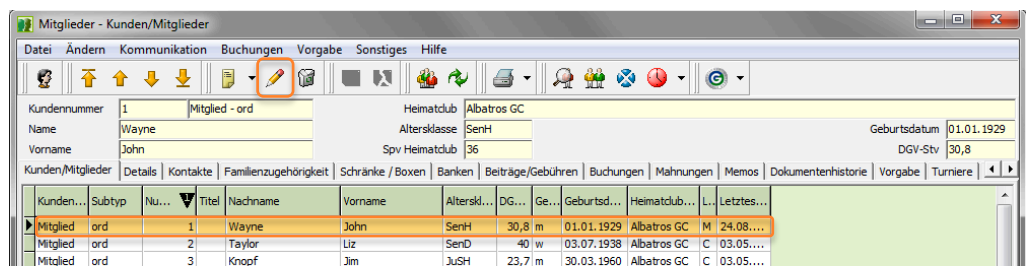 Mitglieder - Kunden/Mitglieder
Datei Ändern Kommunikation Buchungen Vorgabe Sonstiges Hilfe
Kundennummer 1 Mitglied - ord Heimatclub Albatros GC
Name Wayne Altersklasse SenH Geburtsdatum 01.01.1929
Vorname John Spv Heimatclub 36 DGV-Stv 30,8
Kunden/Mitglieder Details Kontakte Familienzugehörigkeit Schränke / Boxen Banken Beiträge/Gebühren Buchungen Mahnungen Memos Dokumentenhistorie Vorgabe Turniere
Kunden... Subtyp Nu... 1 Titel Nachname Vorname Alterskl... DG... Ge... Geburtsd... Heimatclub... L.. Letztes...
Mitglied ord 1 Wayne John SenH 30,8 m 01.01.1929 Albatros GC M 24.08....
Mitglied ord 2 Taylor Liz SenD 40 w 03.07.1938 Albatros GC C 03.05....
Mitglied ord 3 Knopf Jim JuSH 23,7 m 30.03.1960 Albatros GC C 03.05....